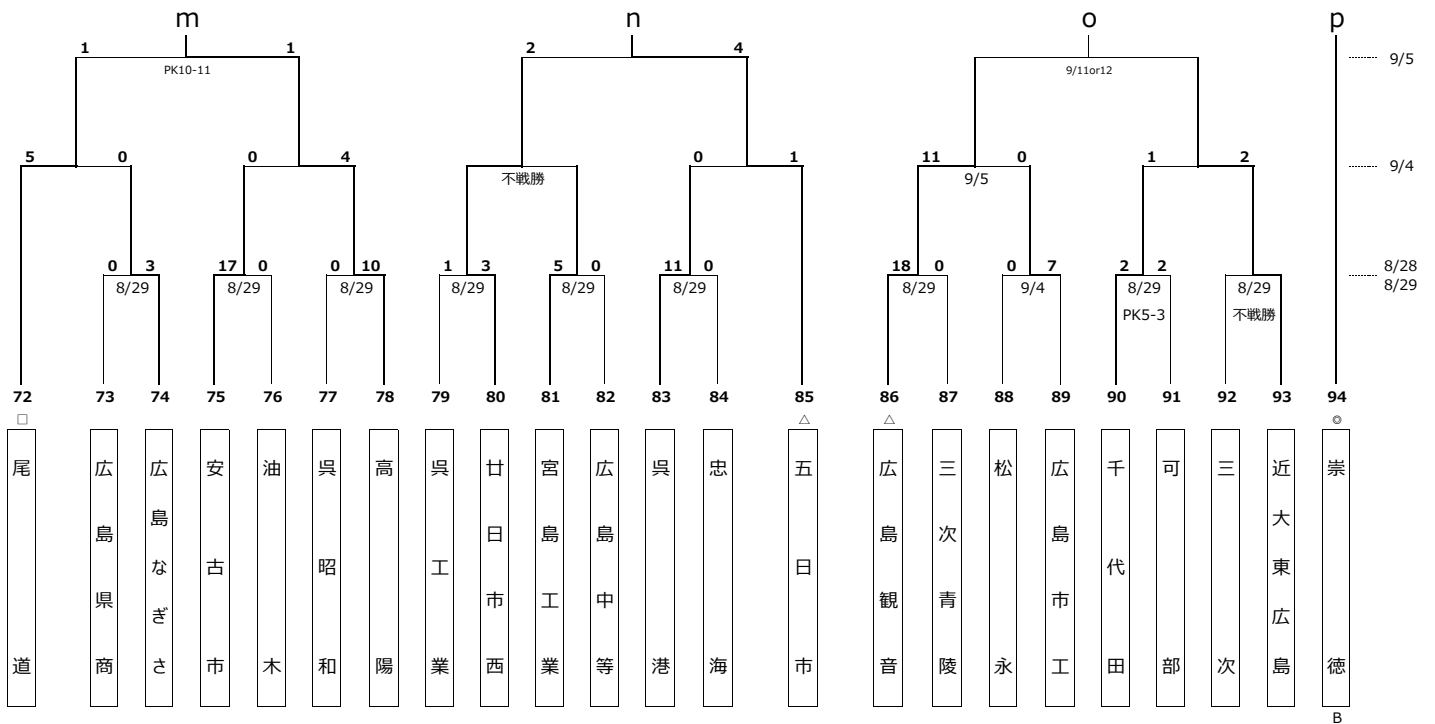 m n o p
1 1 2 4 9/5
PK10-11 9/11or12
5 0 0 4 0 1 11 0 1 2 9/4
不戦勝 9/5
0 3 17 0 0 10 1 3 5 0 11 0 18 0 0 7 2 2 8/28
8/29 8/29 8/29 8/29 8/29 8/29 8/29 9/4 8/29 8/29 8/29
PK5-3 不戦勝
72 73 74 75 76 77 78 79 80 81 82 83 84 85 86 87 88 89 90 91 92 93 94
□ △ △ ◎
尾道
広島県商
広島なぎさ
安古市
油木
呉昭和
高陽
呉工業
廿日市西
宮島工業
広島中等
呉港
忠海
五日市
広島観音
三次青陵
松永
広島市工
千代田
可部
三次
近大東広島
崇徳
B